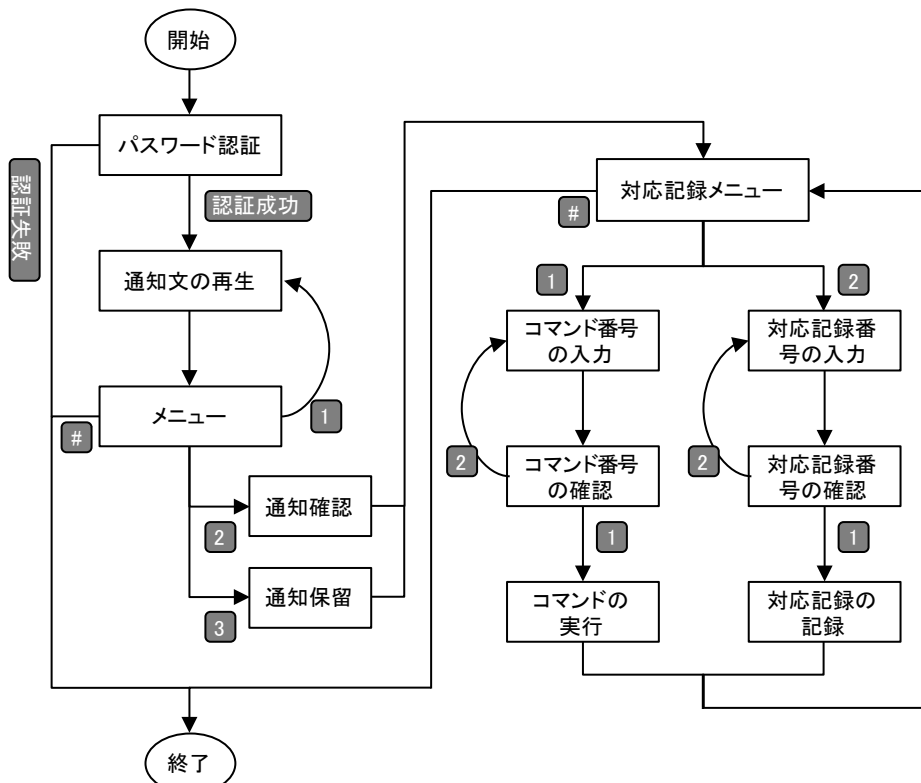 開始
パスワード認証
認証失敗
認証成功
通知文の再生
メニュー
1
#
通知確認
2
通知保留
3
終了
対応記録メニュー
#
1
2
コマンド番号
の入力
対応記録番
号の入力
2
コマンド番号
の確認
2
対応記録番
号の確認
1
1
コマンドの
実行
対応記録の
記録